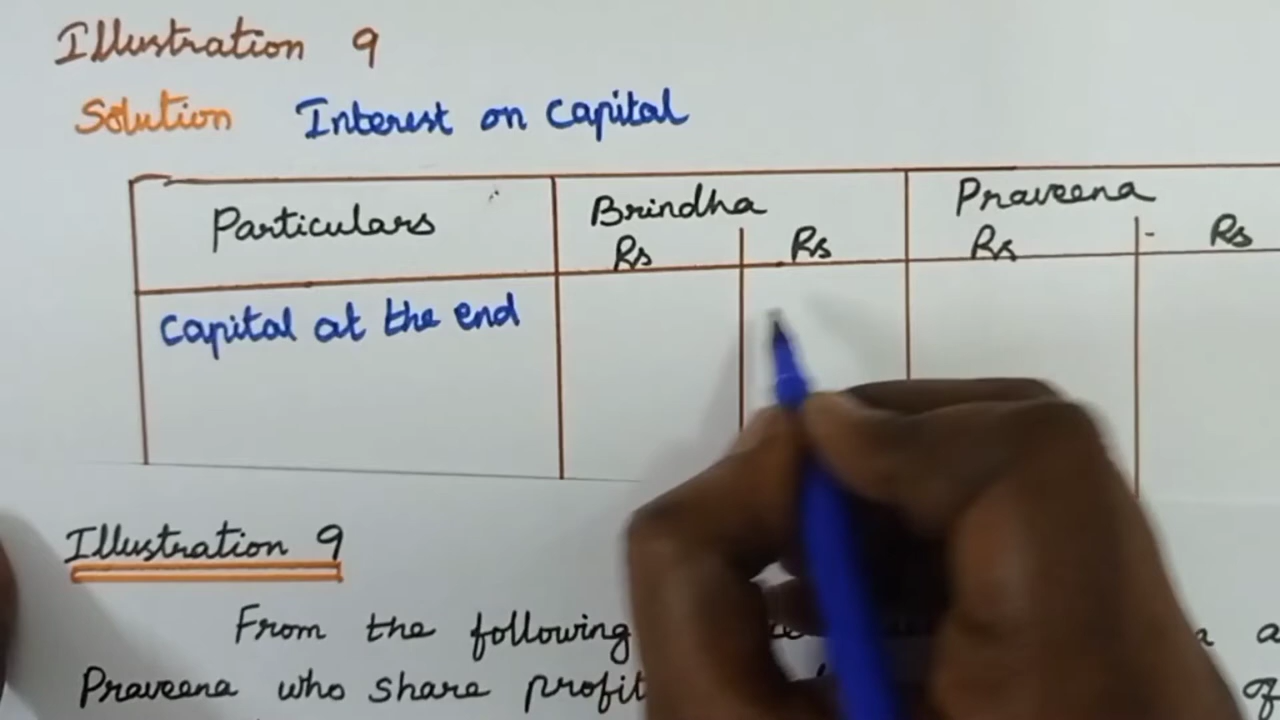 Illustration 9
Solution Interest on capital
Particulars Brindha Praveena
Rs Rs Rs Rs
Capital at the end
Illustration 9
From the following
Praveena who share profit of